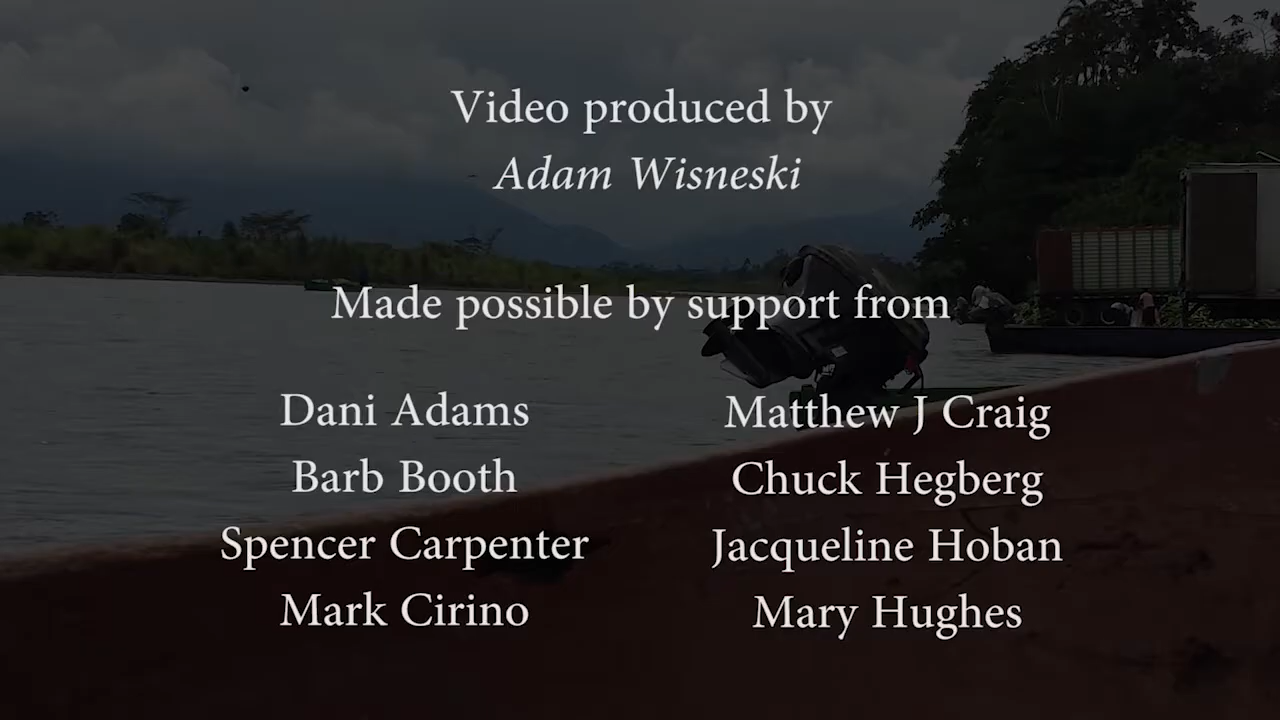 Video produced by
Adam Wisneski
Made possible by support from
Dani Adams
Barb Booth
Spencer Carpenter
Mark Cirino
Matthew J Craig
Chuck Hegberg
Jacqueline Hoban
Mary Hughes